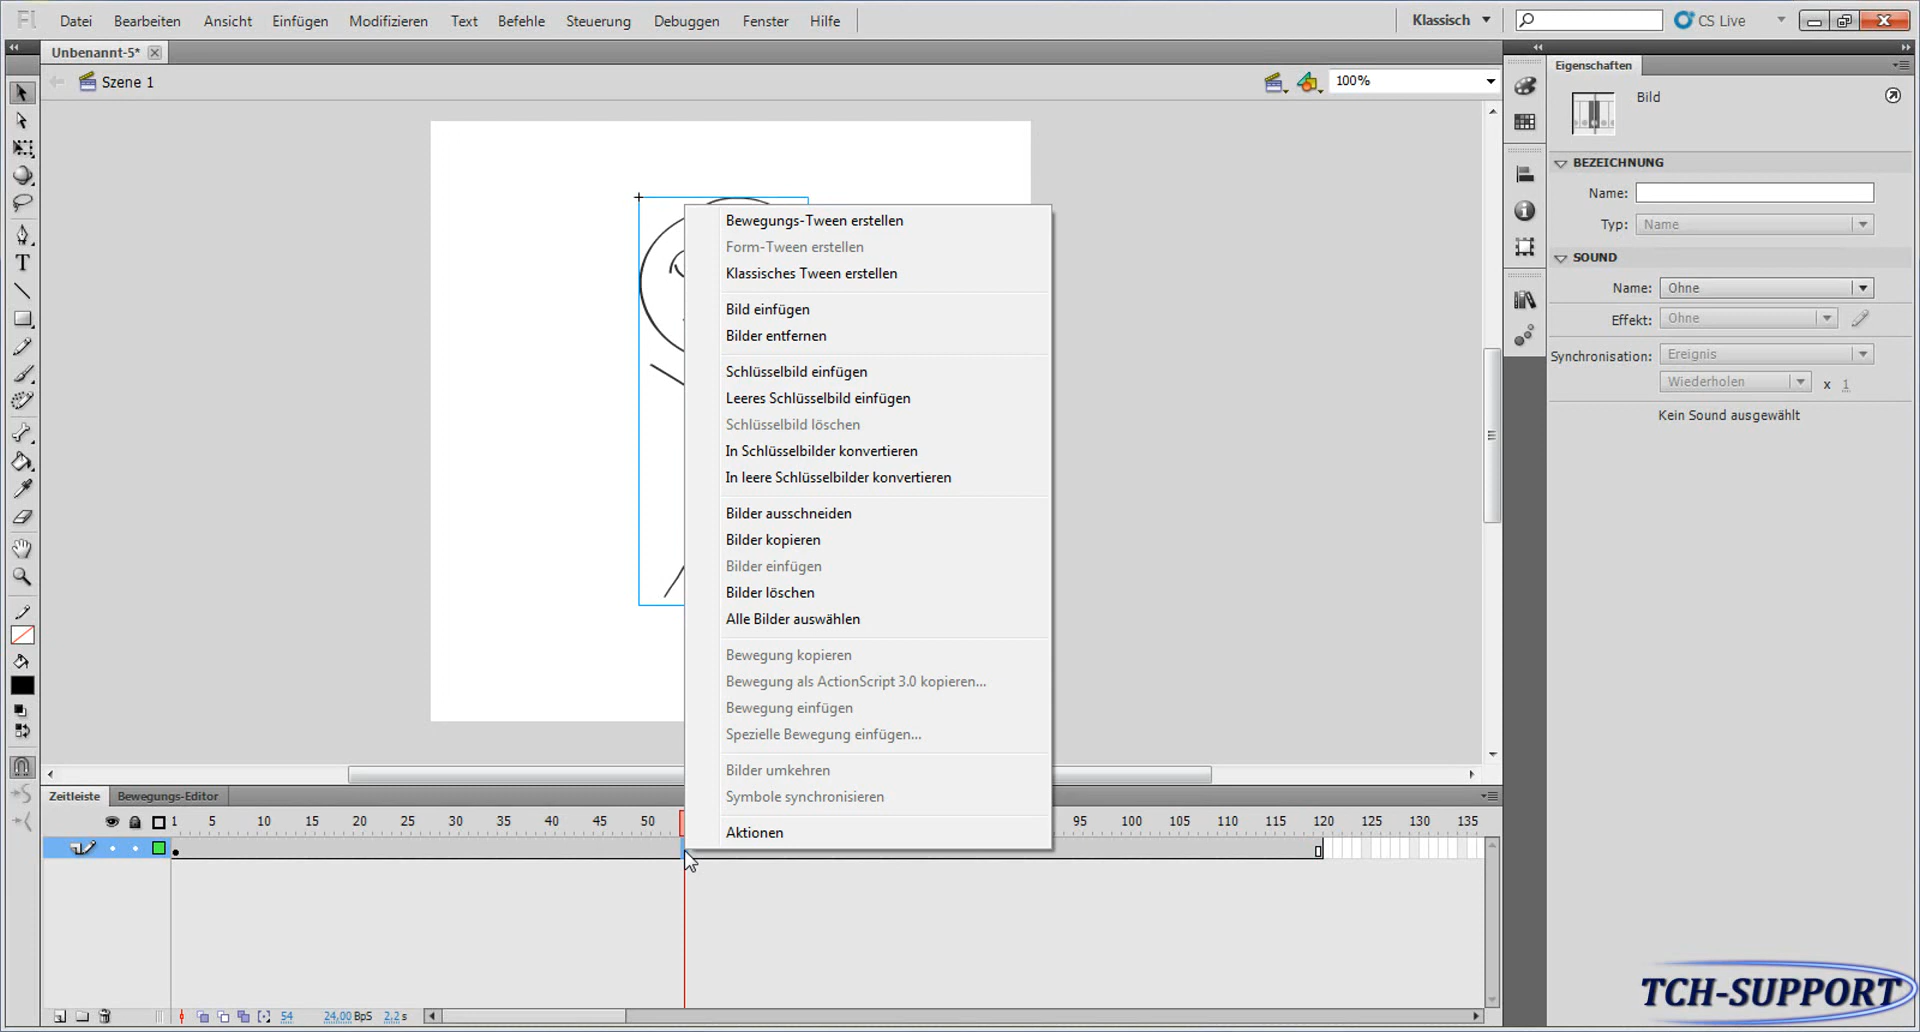 Fl Datei Bearbeiten Ansicht Einfügen Modifizieren Text Befehle Steuerung Debuggen Fenster Hilfe Klassisch CS Live
Unbenannt-5*
Szene 1 100%
Eigenschaften
Bild
BEZEICHNUNG
Name:
Typ: Name
SOUND
Name: Ohne
Effekt: Ohne
Synchronisation: Ereignis
Wiederholen x 1
Kein Sound ausgewählt
Bewegungs-Tween erstellen
Form-Tween erstellen
Klassisches Tween erstellen
Bild einfügen
Bilder entfernen
Schlüsselbild einfügen
Leeres Schlüsselbild einfügen
Schlüsselbild löschen
In Schlüsselbilder konvertieren
In leere Schlüsselbilder konvertieren
Bilder ausschneiden
Bilder kopieren
Bilder einfügen
Bilder löschen
Alle Bilder auswählen
Bewegung kopieren
Bewegung als ActionScript 3.0 kopieren...
Bewegung einfügen
Spezielle Bewegung einfügen...
Bilder umkehren
Symbole synchronisieren
Aktionen
Zeitleiste Bewegungs-Editor
1 5 10 15 20 25 30 35 40 45 50 95 100 105 110 115 120 125 130 135
54 24,00 BPS 2.2 s
TCH-SUPPORT